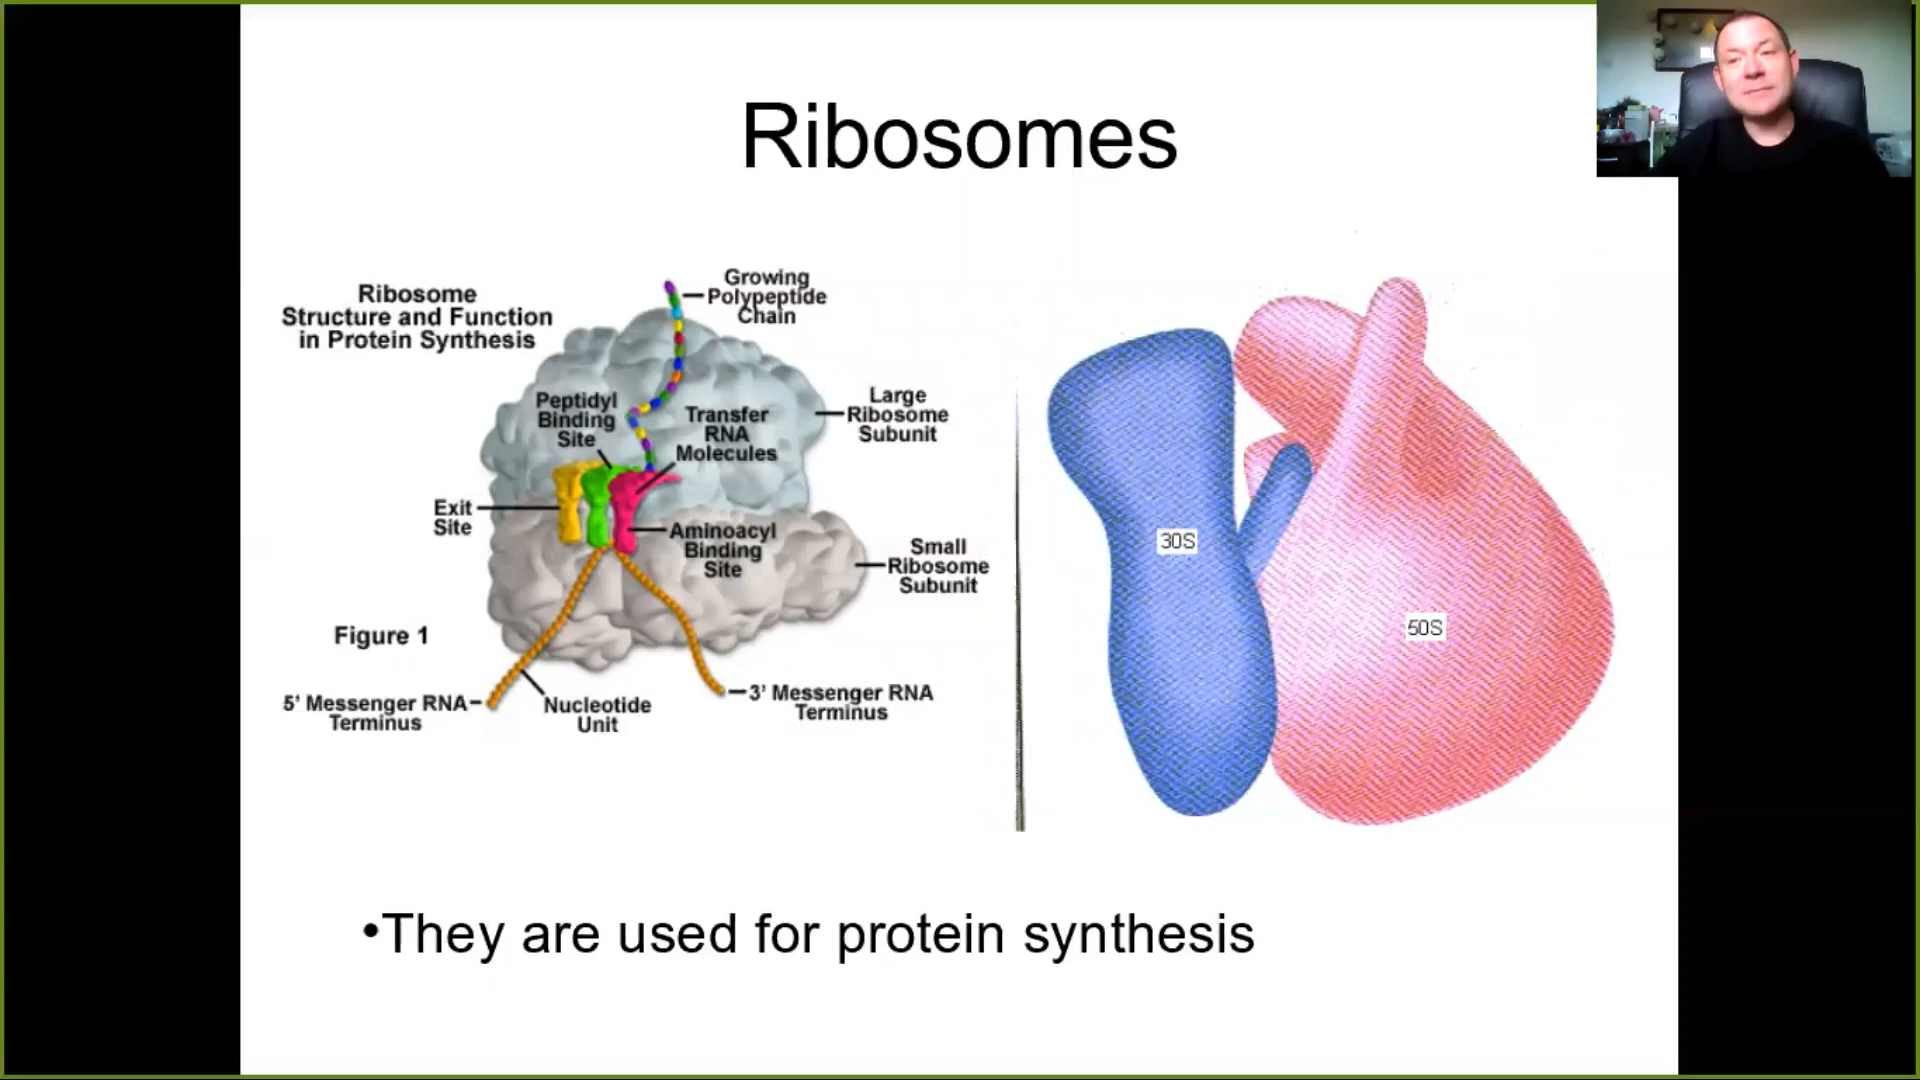 Ribosomes
Ribosome
Structure and Function
in Protein Synthesis
Growing
Polypeptide
Chain
Peptidyl
Binding
Site
Transfer
RNA
Molecules
Large
Ribosome
Subunit
Exit
Site
Aminoacyl
Binding
Site
Small
Ribosome
Subunit
Figure 1
5' Messenger RNA
Terminus
Nucleotide
Unit
3' Messenger RNA
Terminus
30S
50S
•They are used for protein synthesis